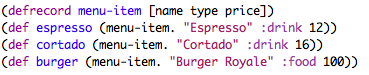 (defrecord menu-item [name type price])
(def espresso (menu-item. "Espresso" :drink 12))
(def cortado (menu-item. "Cortado" :drink 16))
(def burger (menu-item. "Burger Royale" :food 100))